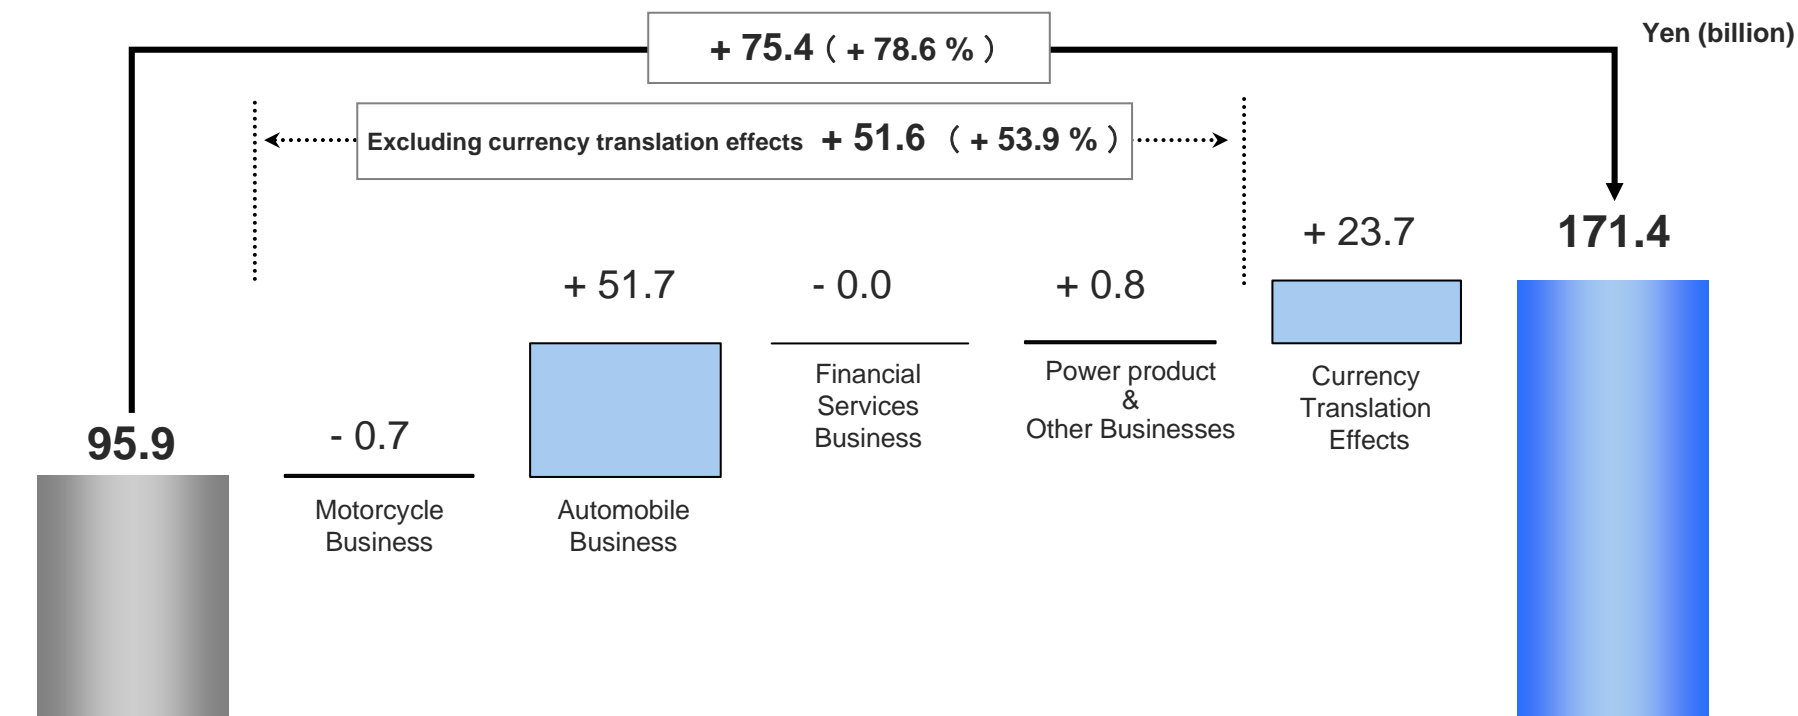 Yen (billion)
+ 75.4 ( + 78.6 % )
Excluding currency translation effects + 51.6 ( + 53.9 % )
95.9
- 0.7
Motorcycle
Business
+ 51.7
Automobile
Business
- 0.0
Financial
Services
Business
+ 0.8
Power product
&
Other Businesses
+ 23.7
Currency
Translation
Effects
171.4